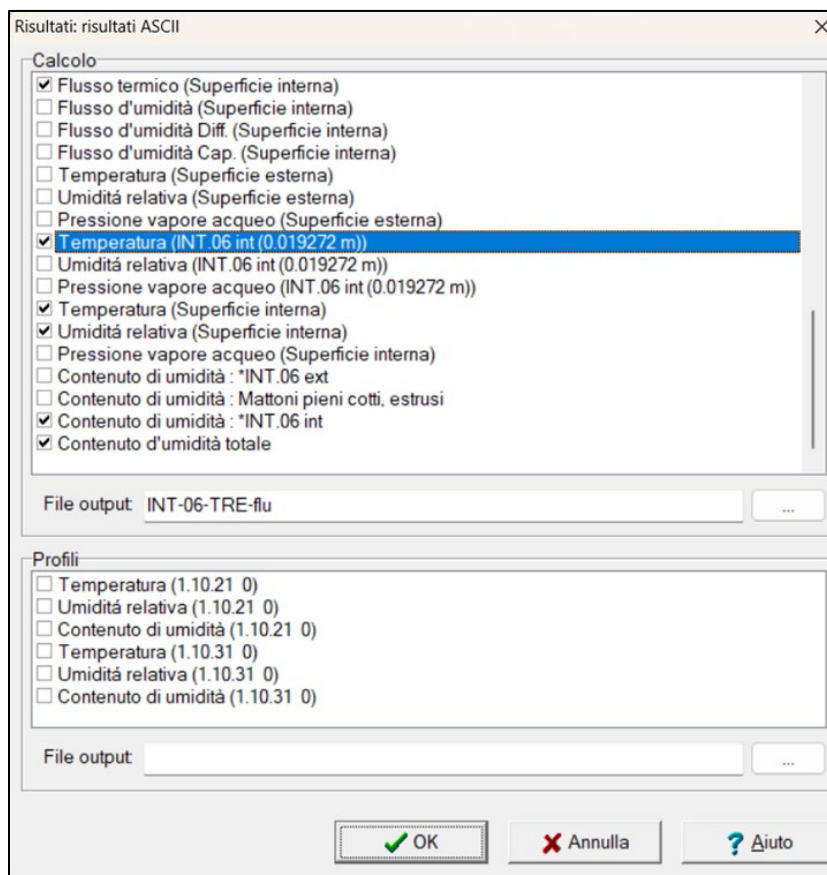 Risultati: risultati ASCII
Calcolo
Flusso termico (Superficie interna)
Flusso d'umidità (Superficie interna)
Flusso d'umidità Diff. (Superficie interna)
Flusso d'umidità Cap. (Superficie interna)
Temperatura (Superficie esterna)
Umiditá relativa (Superficie esterna)
Pressione vapore acqueo (Superficie esterna)
Temperatura (INT.06 int (0.019272 m))
Umiditá relativa (INT.06 int (0.019272 m))
Pressione vapore acqueo (INT.06 int (0.019272 m))
Temperatura (Superficie interna)
Umiditá relativa (Superficie interna)
Pressione vapore acqueo (Superficie interna)
Contenuto di umidità : *INT.06 ext
Contenuto di umidità : Mattoni pieni cotti, estrusi
Contenuto di umidità : *INT.06 int
Contenuto d'umidità totale
File output: INT-06-TRE-flu ...
Profili
Temperatura (1.10.21 0)
Umiditá relativa (1.10.21 0)
Contenuto di umidità (1.10.21 0)
Temperatura (1.10.31 0)
Umiditá relativa (1.10.31 0)
Contenuto di umidità (1.10.31 0)
File output: ...
OK Annulla ? Aiuto